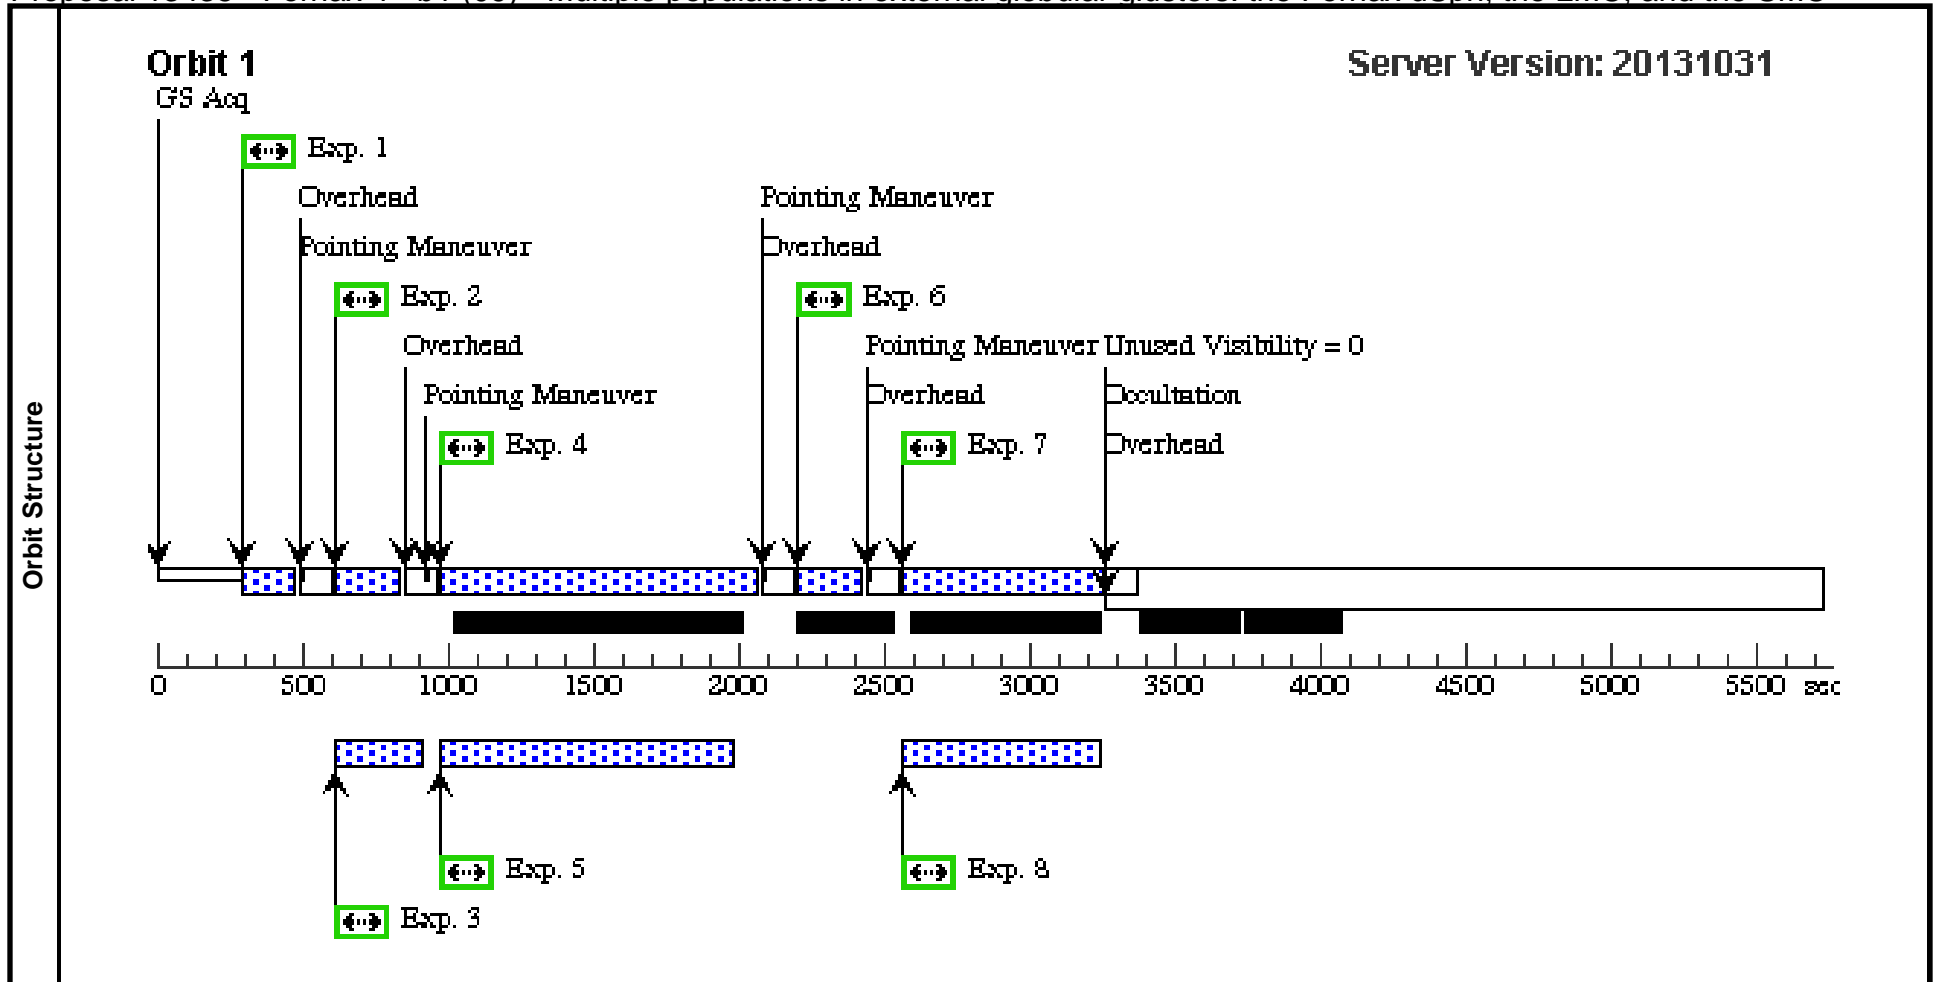 Orbit Structure
Orbit 1
Server Version: 20131031
GS Acq
Exp. 1
Overhead
Pointing Maneuver
Pointing Maneuver
Overhead
Exp. 2
Exp. 6
Overhead
Pointing Maneuver
Unused Visibility = 0
Pointing Maneuver
Overhead
Occultation
Exp. 4
Exp. 7
Overhead
0 500 1000 1500 2000 2500 3000 3500 4000 4500 5000 5500 sec
Exp. 5
Exp. 8
Exp. 3